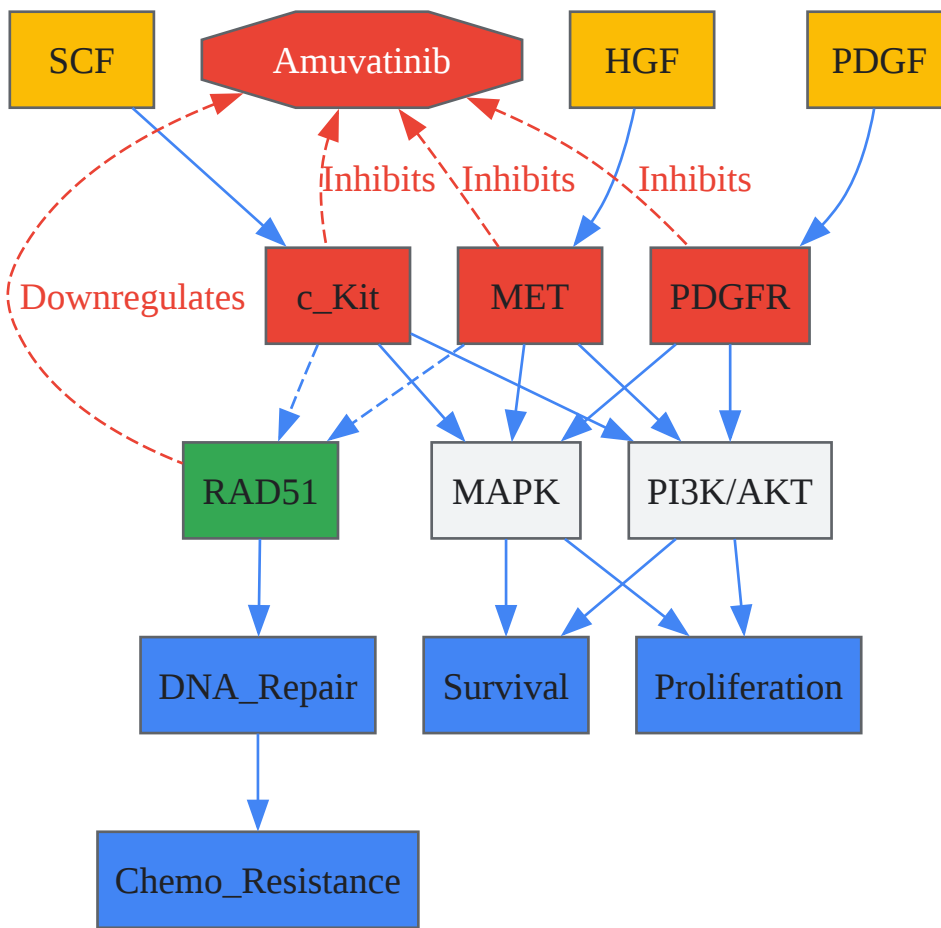 SCF
Amuvatinib
HGF
PDGF
Inhibits
Inhibits
Inhibits
Downregulates
c_Kit
MET
PDGFR
RAD51
MAPK
PI3K/AKT
DNA_Repair
Survival
Proliferation
Chemo_Resistance